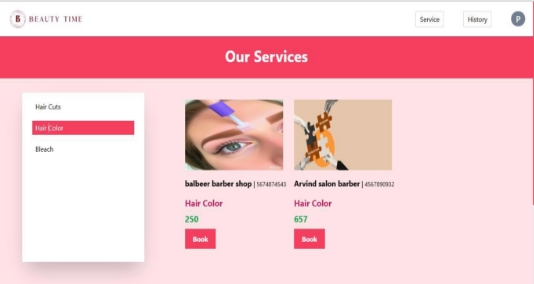 B BEAUTY TIME
Service
History
P
Our Services
Hair Cuts
Hair Color
Bleach
balbeer barber shop | 5674874543
Hair Color
250
Book
Arvind salon barber | 4567890932
Hair Color
657
Book